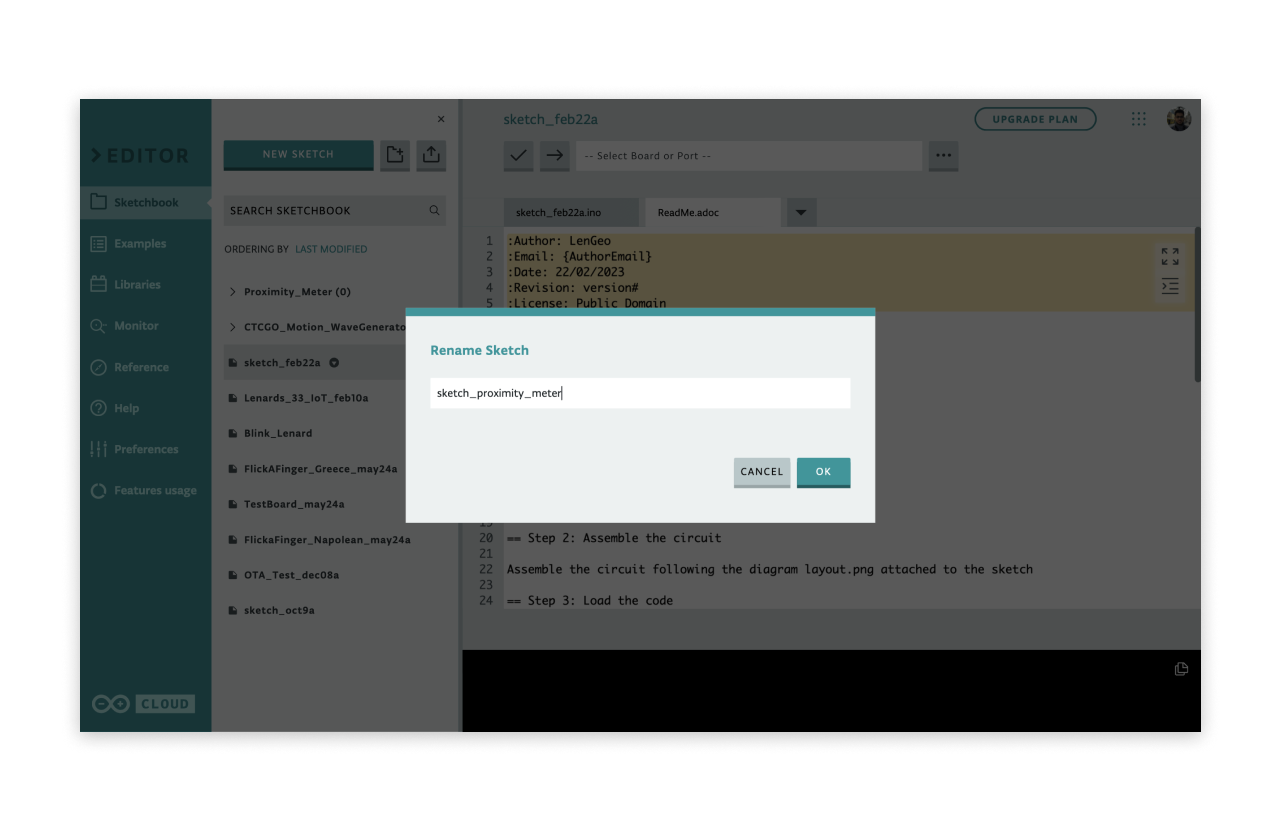 EDITOR
Sketchbook
Examples
Libraries
Monitor
Reference
Help
Preferences
Features usage
CLOUD
NEW SKETCH
SEARCH SKETCHBOOK
ORDERING BY LAST MODIFIED
Proximity_Meter (0)
CTCGO_Motion_WaveGenerato
sketch_feb22a
Lenards_33_IoT_feb10a
Blink_Lenard
FlickAFinger_Greece_may24a
TestBoard_may24a
FlickaFinger_Napolean_may24a
OTA_Test_dec08a
sketch_oct9a
sketch_feb22a
UPGRADE PLAN
-- Select Board or Port --
sketch_feb22a.ino
ReadMe.adoc
1 :Author: LenGeo
2 :Email: {AuthorEmail}
3 :Date: 22/02/2023
4 :Revision: version#
5 :License: Public Domain
Rename Sketch
sketch_proximity_meter
CANCEL
OK
19
20 == Step 2: Assemble the circuit
21
22 Assemble the circuit following the diagram layout.png attached to the sketch
23
24 == Step 3: Load the code